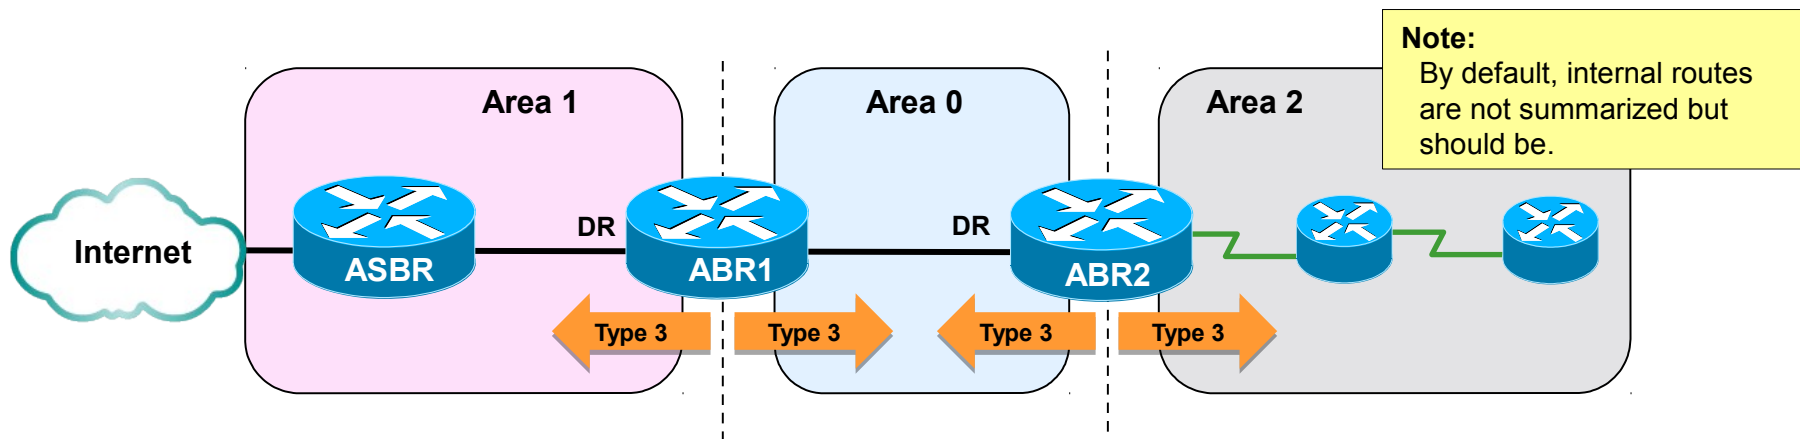 Note:
By default, internal routes
are not summarized but
should be.
Area 1
Area 0
Area 2
Internet
ASBR
DR
ABR1
DR
ABR2
Type 3
Type 3
Type 3
Type 3